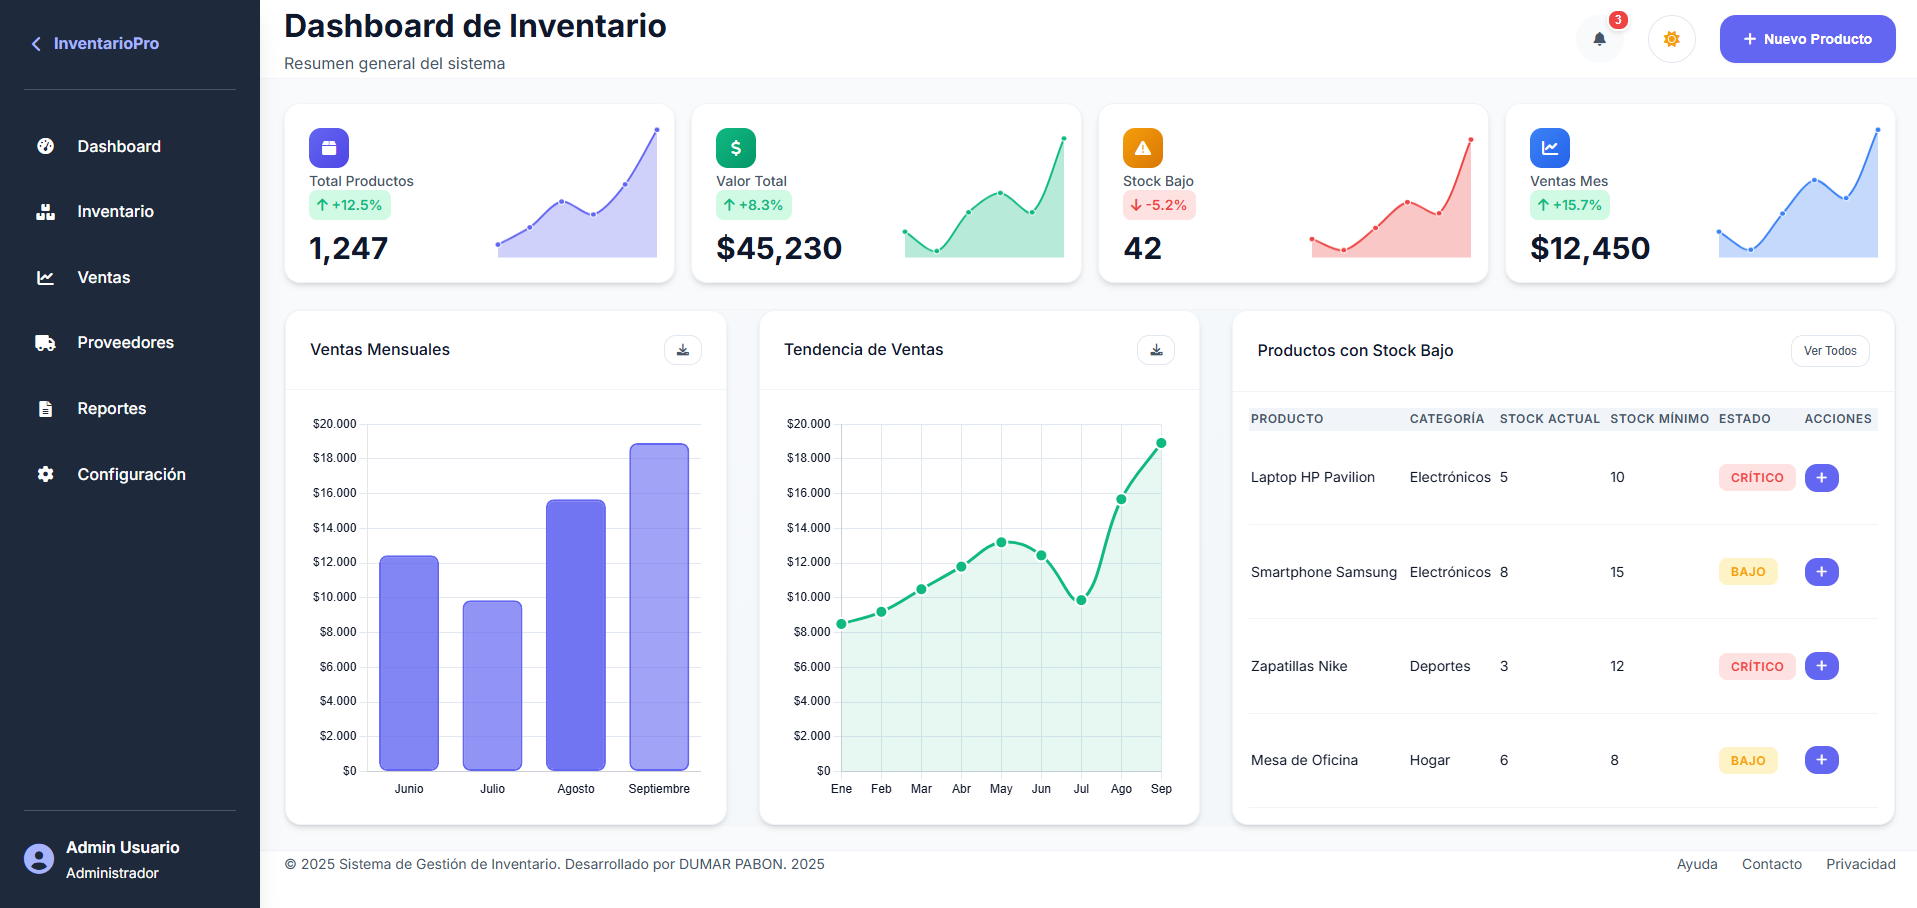 InventarioPro
Dashboard
Inventario
Ventas
Proveedores
Reportes
Configuración
Admin Usuario
Administrador
Dashboard de Inventario
Resumen general del sistema
3
+ Nuevo Producto
Total Productos
↑ +12.5%
1,247
$
Valor Total
↑ +8.3%
$45,230
Stock Bajo
↓ -5.2%
42
Ventas Mes
↑ +15.7%
$12,450
Ventas Mensuales
$20.000
$18.000
$16.000
$14.000
$12.000
$10.000
$8.000
$6.000
$4.000
$2.000
$0
Junio Julio Agosto Septiembre
Tendencia de Ventas
$20.000
$18.000
$16.000
$14.000
$12.000
$10.000
$8.000
$6.000
$4.000
$2.000
$0
Ene Feb Mar Abr May Jun Jul Ago Sep
Productos con Stock Bajo
Ver Todos
PRODUCTO CATEGORÍA STOCK ACTUAL STOCK MÍNIMO ESTADO ACCIONES
Laptop HP Pavilion Electrónicos 5 10 CRÍTICO +
Smartphone Samsung Electrónicos 8 15 BAJO +
Zapatillas Nike Deportes 3 12 CRÍTICO +
Mesa de Oficina Hogar 6 8 BAJO +
© 2025 Sistema de Gestión de Inventario. Desarrollado por DUMAR PABON. 2025
Ayuda Contacto Privacidad